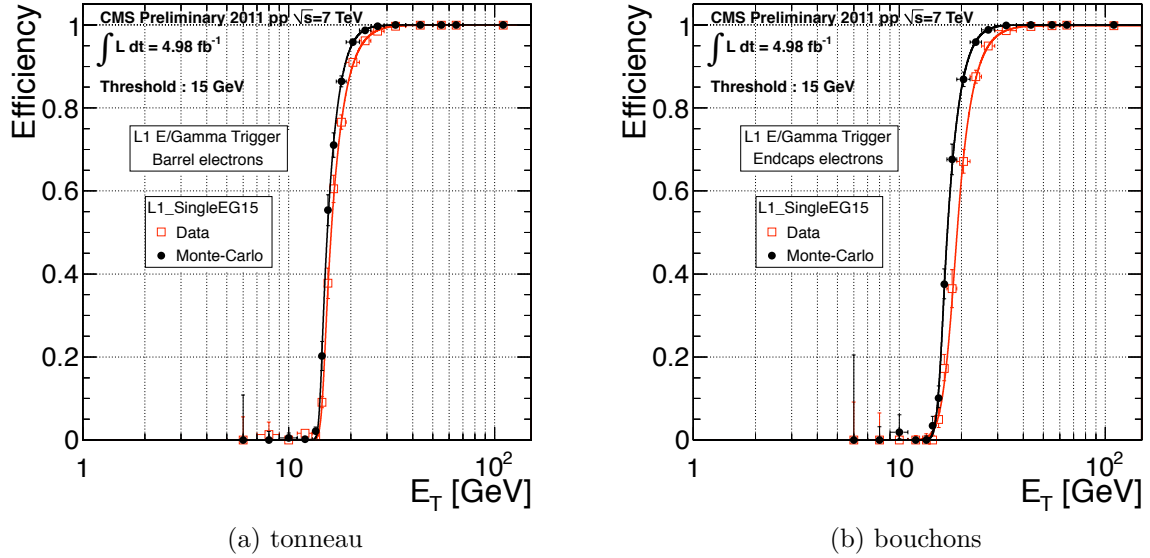 CMS Preliminary 2011 pp √s=7 TeV
∫ L dt = 4.98 fb⁻¹
Threshold : 15 GeV
L1 E/Gamma Trigger
Barrel electrons
L1_SingleEG15
Data
Monte-Carlo
Efficiency
1
0.8
0.6
0.4
0.2
0
1
10
10²
E_T [GeV]
(a) tonneau
CMS Preliminary 2011 pp √s=7 TeV
∫ L dt = 4.98 fb⁻¹
Threshold : 15 GeV
L1 E/Gamma Trigger
Endcaps electrons
L1_SingleEG15
Data
Monte-Carlo
Efficiency
1
0.8
0.6
0.4
0.2
0
1
10
10²
E_T [GeV]
(b) bouchons